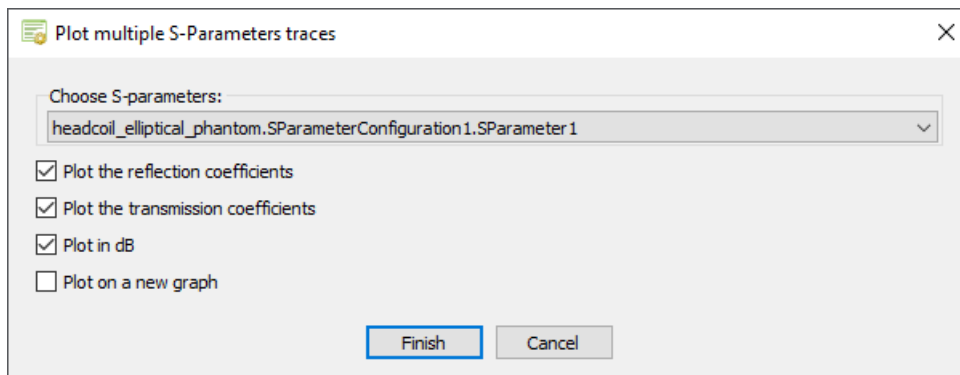 Plot multiple S-Parameters traces
Choose S-parameters:
headcoil_elliptical_phantom.SParameterConfiguration1.SParameter1
Plot the reflection coefficients
Plot the transmission coefficients
Plot in dB
Plot on a new graph
Finish Cancel